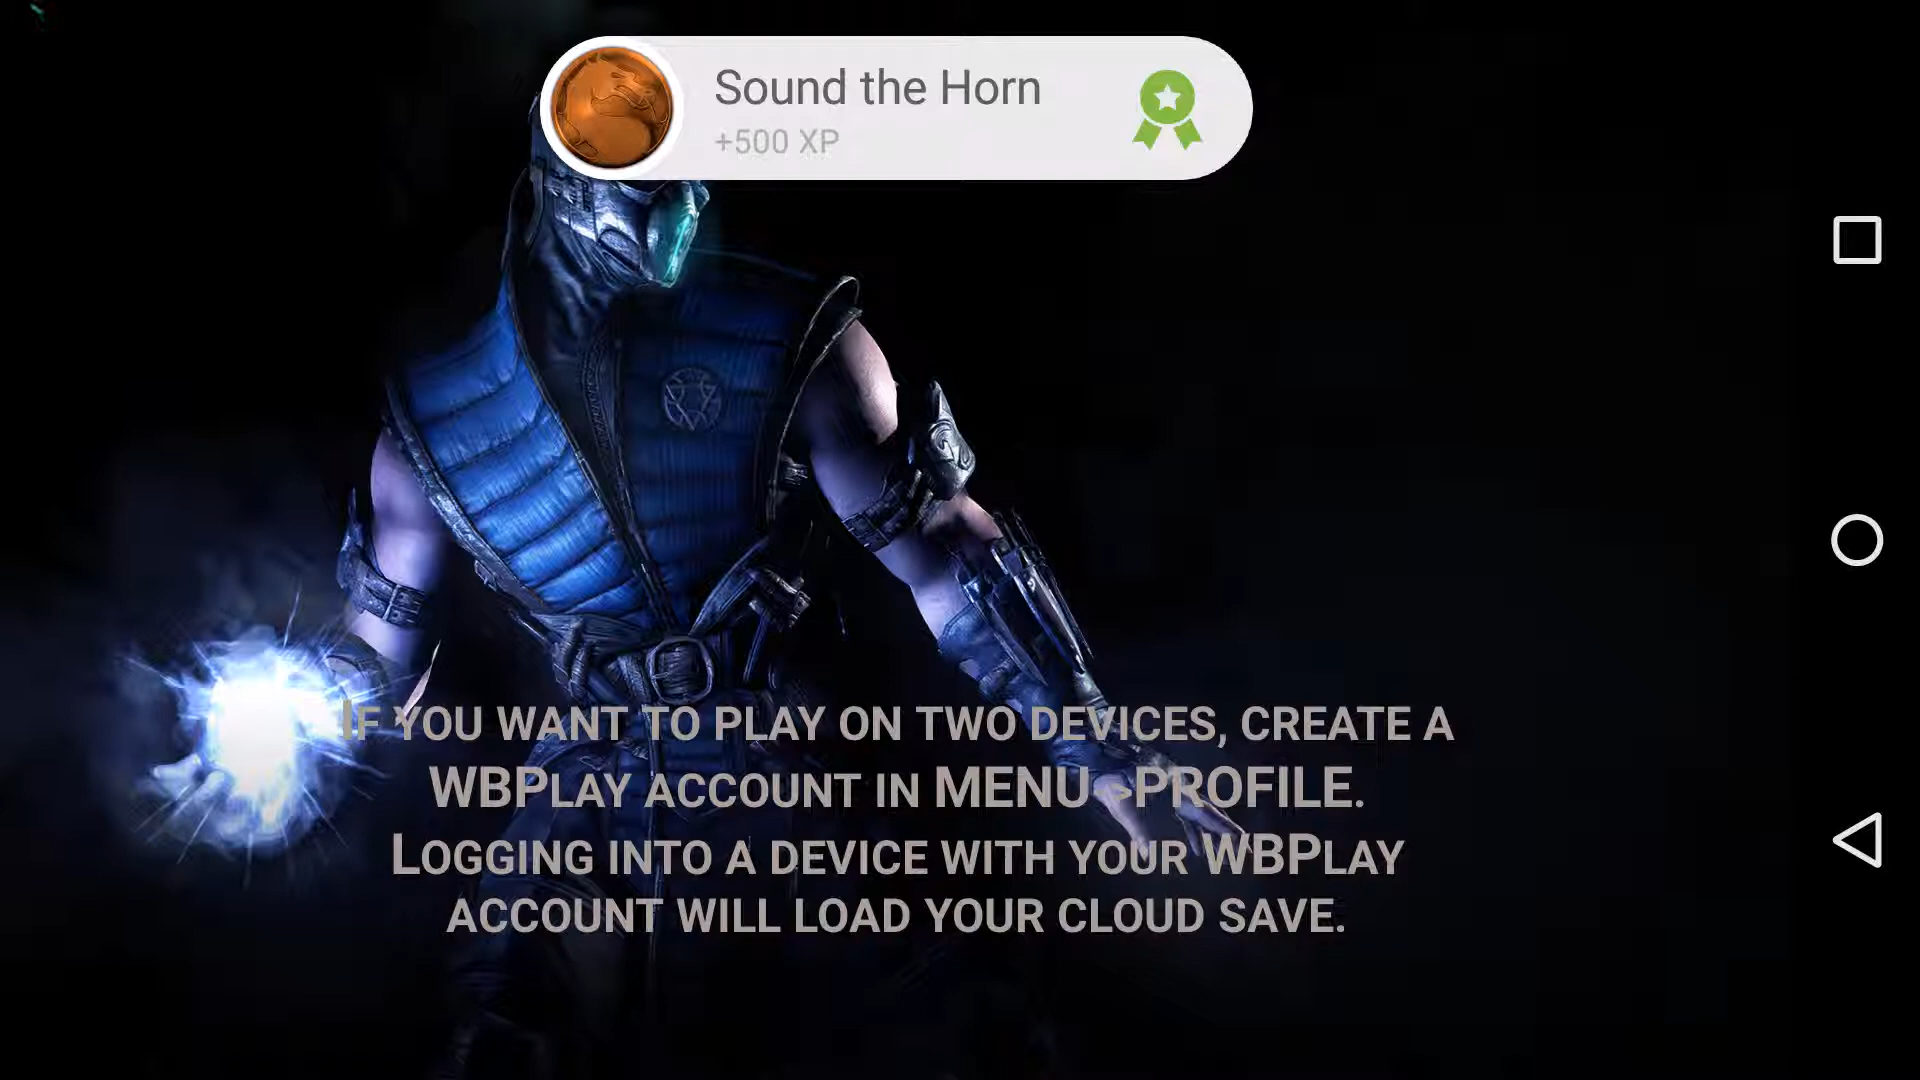 Sound the Horn
+500 XP
IF YOU WANT TO PLAY ON TWO DEVICES, CREATE A
WBPLAY ACCOUNT IN MENU->PROFILE.
LOGGING INTO A DEVICE WITH YOUR WBPLAY
ACCOUNT WILL LOAD YOUR CLOUD SAVE.